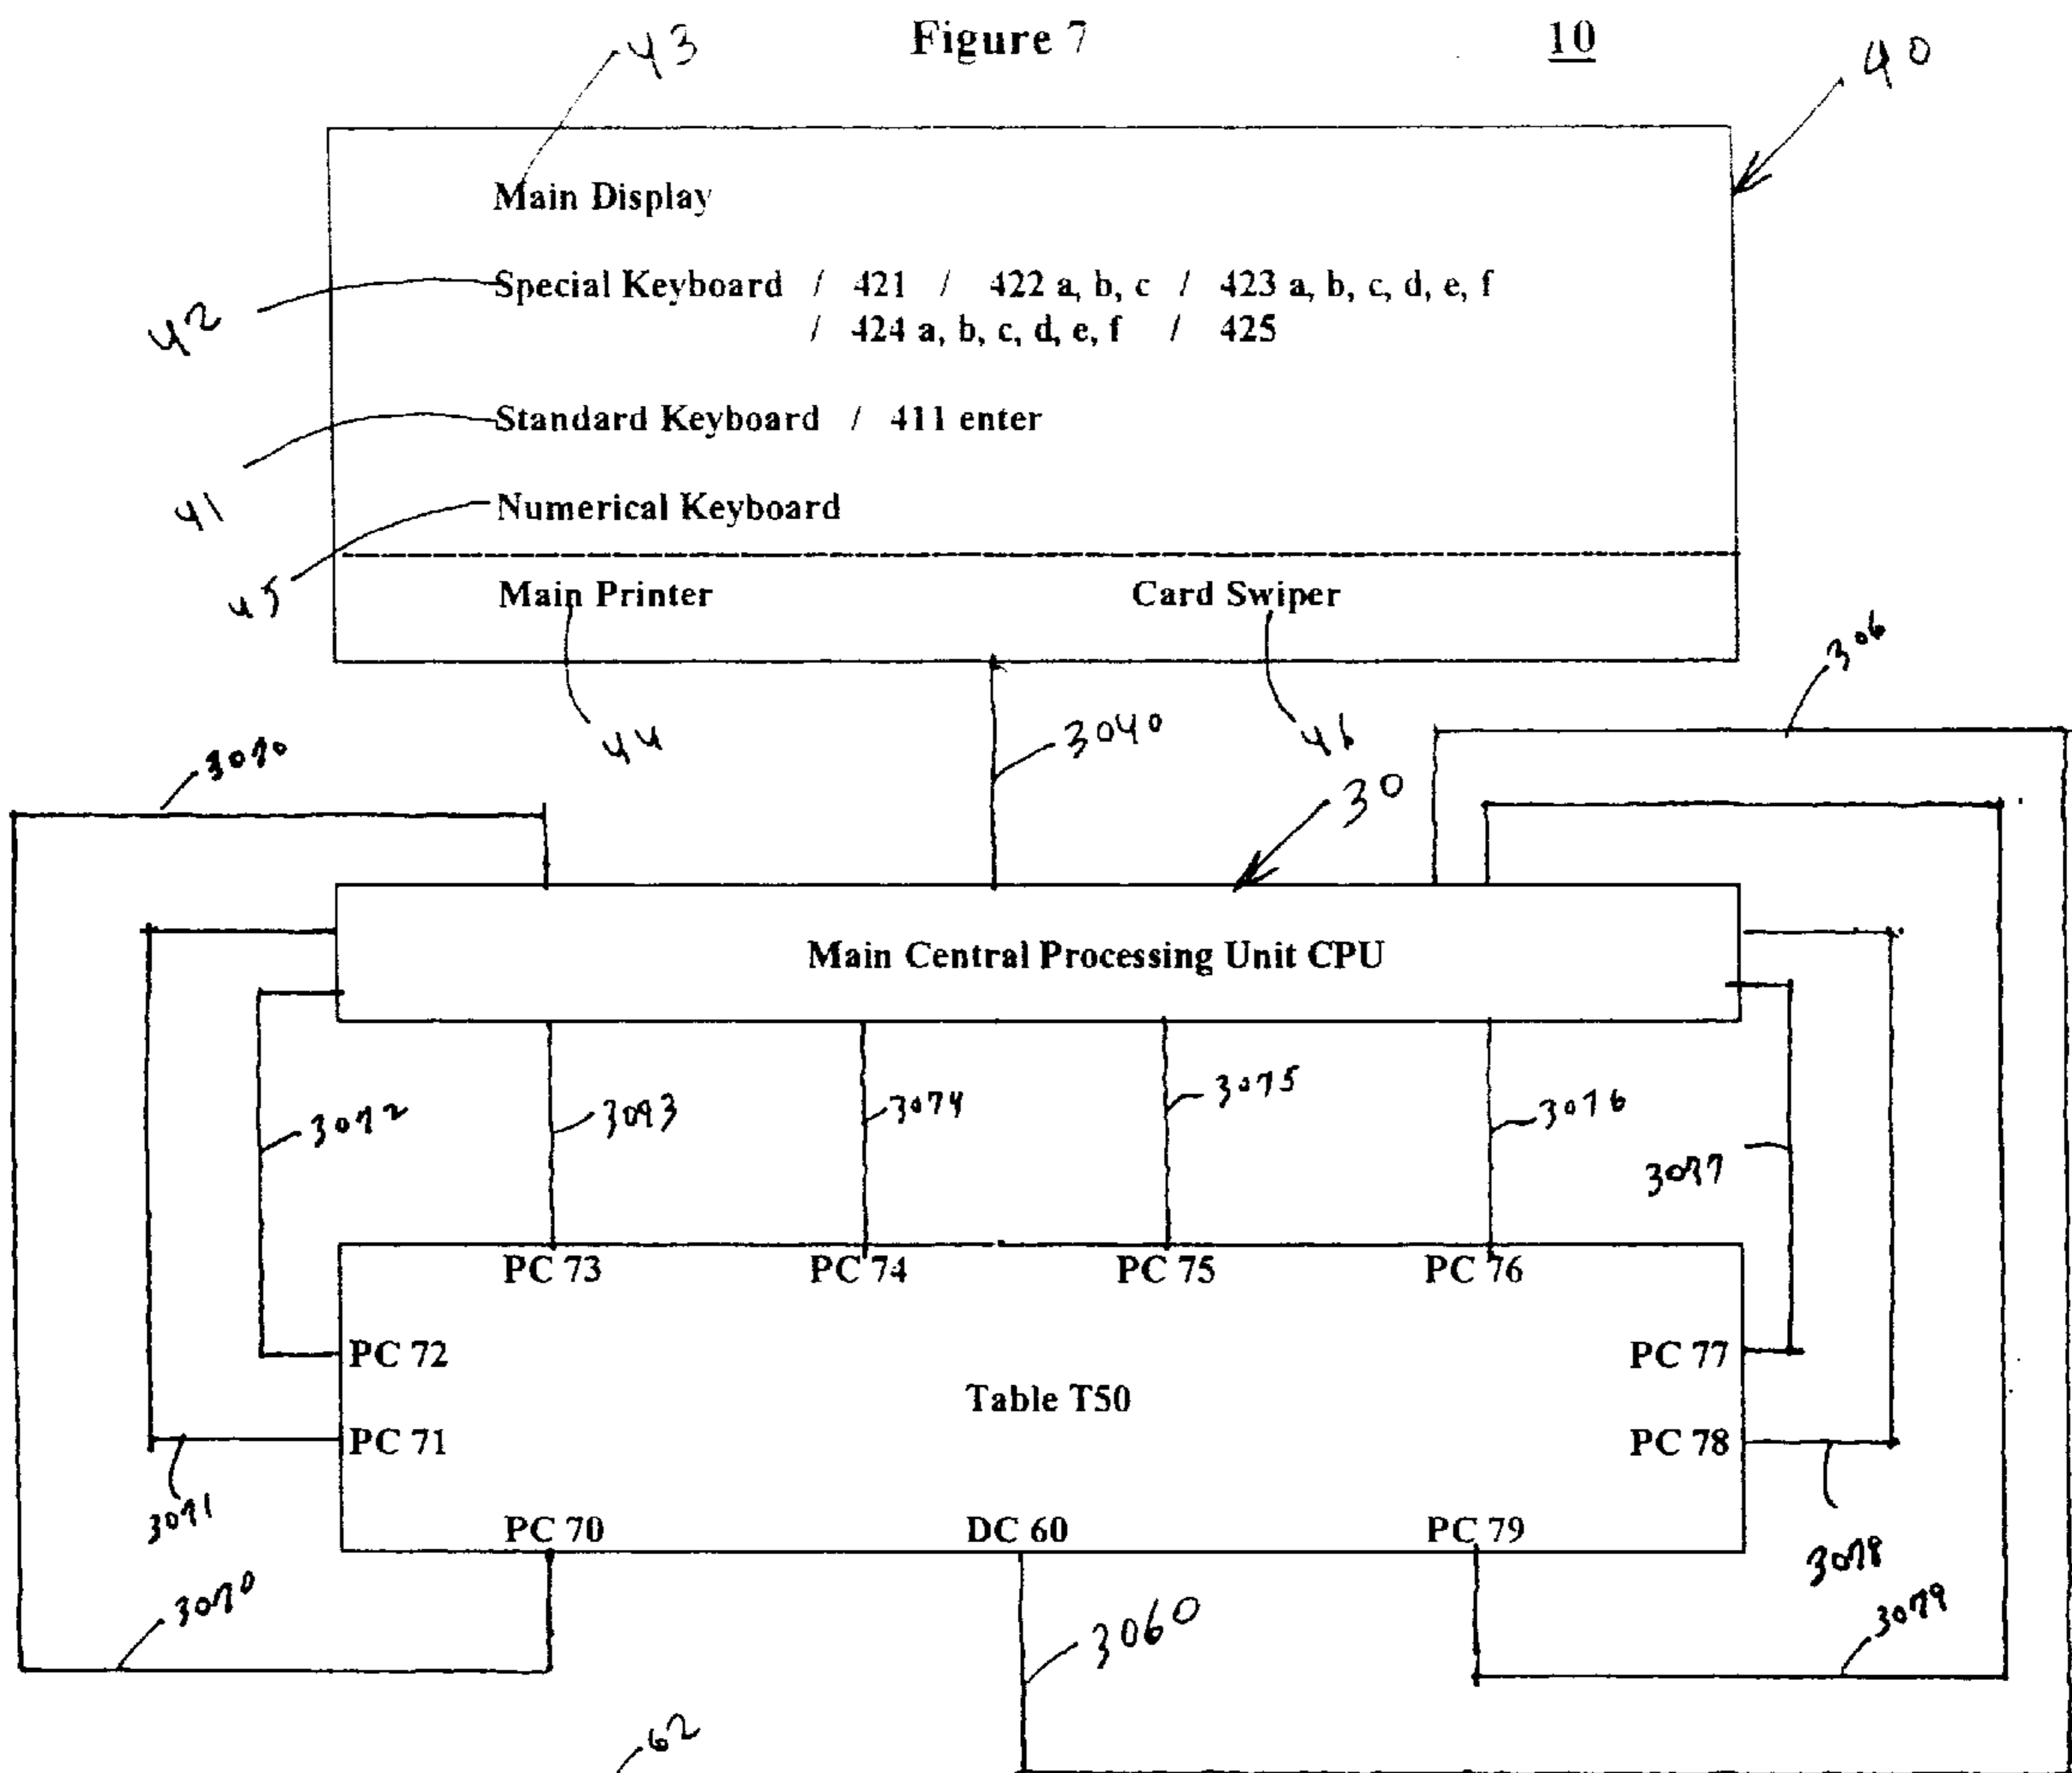 Figure 7
10
43
40
Main Display
Special Keyboard / 421 / 422 a, b, c / 423 a, b, c, d, e, f
/ 424 a, b, c, d, e, f / 425
42
Standard Keyboard / 411 enter
41
Numerical Keyboard
45
Main Printer
Card Swiper
306
44
3040
46
3070
30
Main Central Processing Unit CPU
3072
3073
3074
3075
3076
3077
PC 73
PC 74
PC 75
PC 76
PC 72
PC 77
Table T50
PC 71
PC 78
3071
PC 70
DC 60
PC 79
3078
3070
3060
3079
62